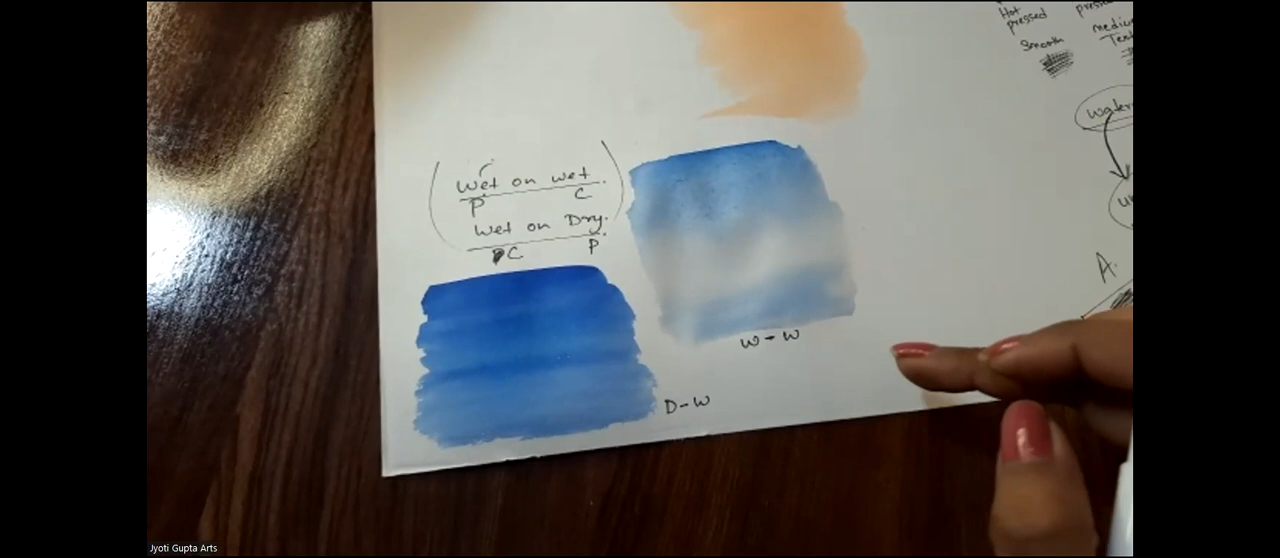 Hot
pressed
Smooth
Wet on wet.
P C
Wet on Dry.
C P
W - W
D - W
A.
Jyoti Gupta Arts